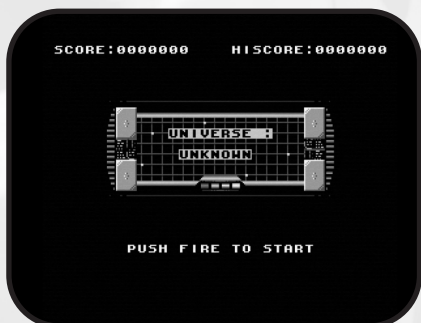 SCORE:0000000 HISCORE:0000000
UNIVERSE :
UNKNOWN
PUSH FIRE TO START